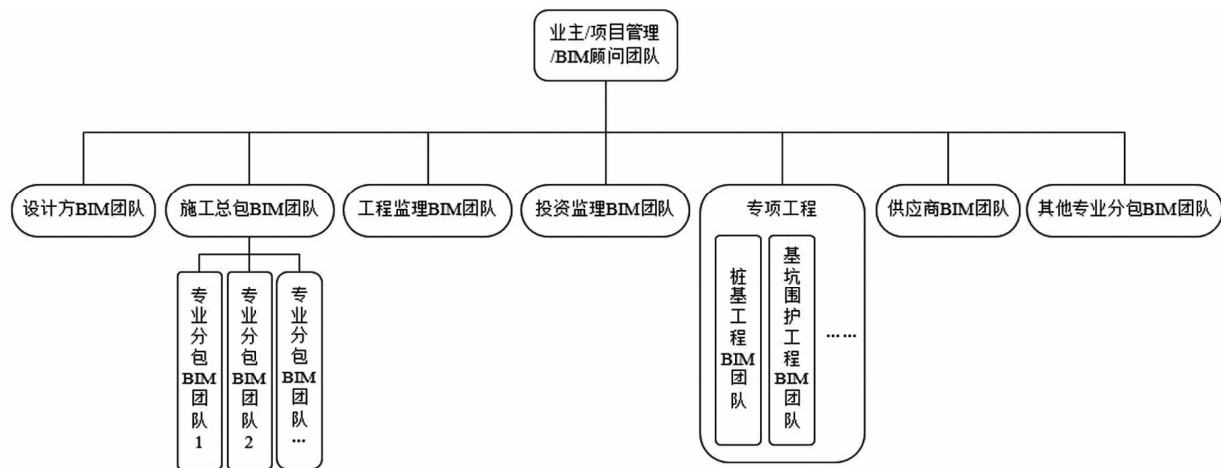 业主/项目管理
/BIM顾问团队
设计方BIM团队
施工总包BIM团队
工程监理BIM团队
投资监理BIM团队
专项工程
供应商BIM团队
其他专业分包BIM团队
专业分包BIM团队1
专业分包BIM团队2
专业分包BIM团队…
桩基工程BIM团队
基坑围护工程BIM团队
……